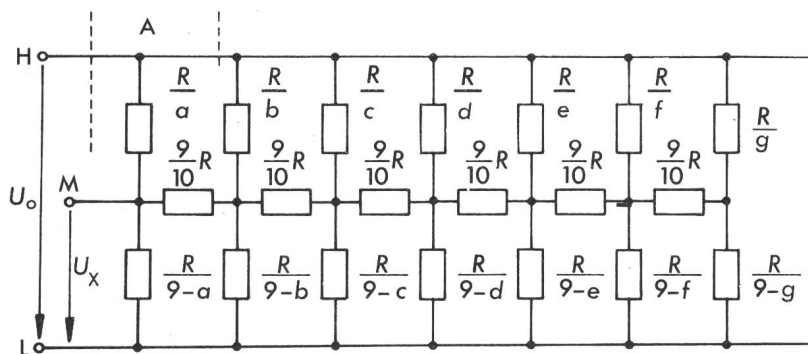 A
H
R/a R/b R/c R/d R/e R/f R/g
9/10 R 9/10 R 9/10 R 9/10 R 9/10 R 9/10 R
M
Uo
Ux
R/9-a R/9-b R/9-c R/9-d R/9-e R/9-f R/9-g
L